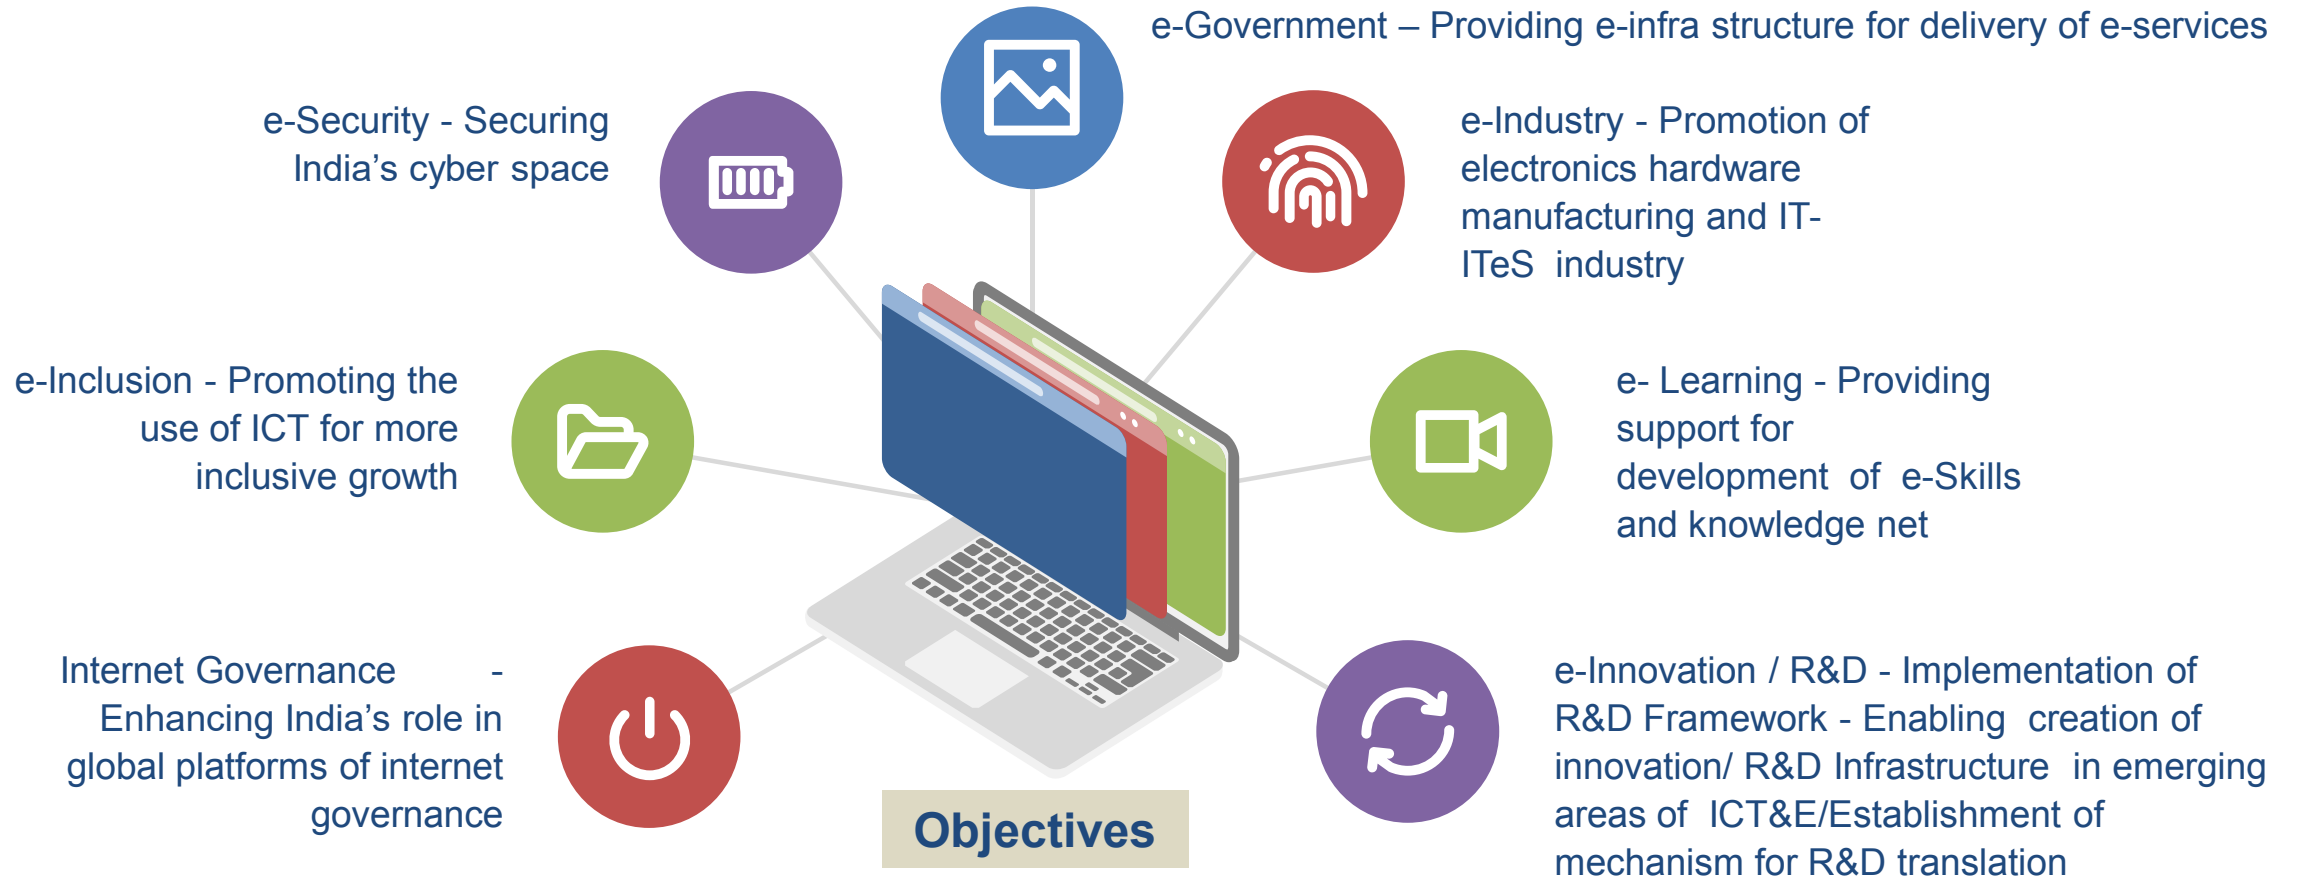 e-Government – Providing e-infra structure for delivery of e-services
e-Security - Securing
India’s cyber space
e-Industry - Promotion of
electronics hardware
manufacturing and IT-
ITeS industry
e-Inclusion - Promoting the
use of ICT for more
inclusive growth
e- Learning - Providing
support for
development of e-Skills
and knowledge net
Internet Governance -
Enhancing India’s role in
global platforms of internet
governance
e-Innovation / R&D - Implementation of
R&D Framework - Enabling creation of
innovation/ R&D Infrastructure in emerging
areas of ICT&E/Establishment of
mechanism for R&D translation
Objectives